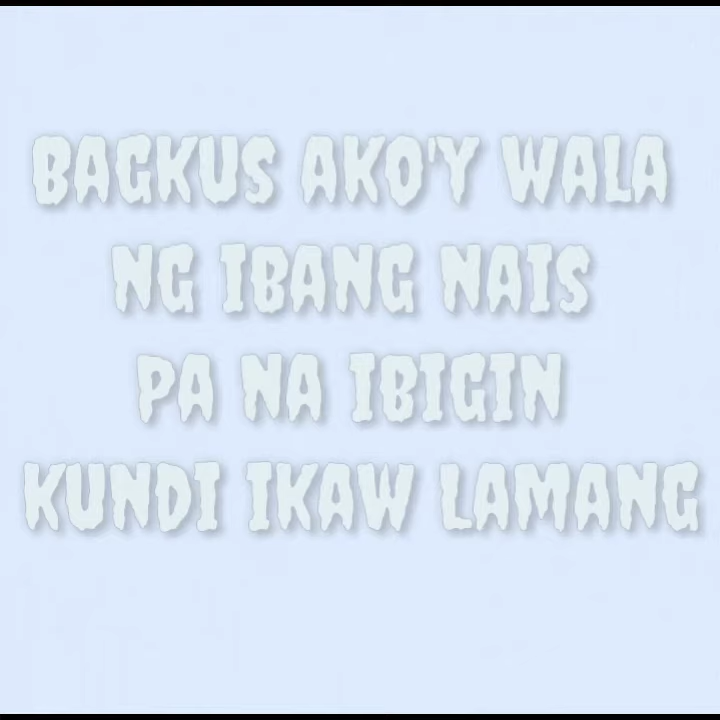 BAGKUS AKO'Y WALA
NG IBANG NAIS
PA NA IBIGIN
KUNDI IKAW LAMANG